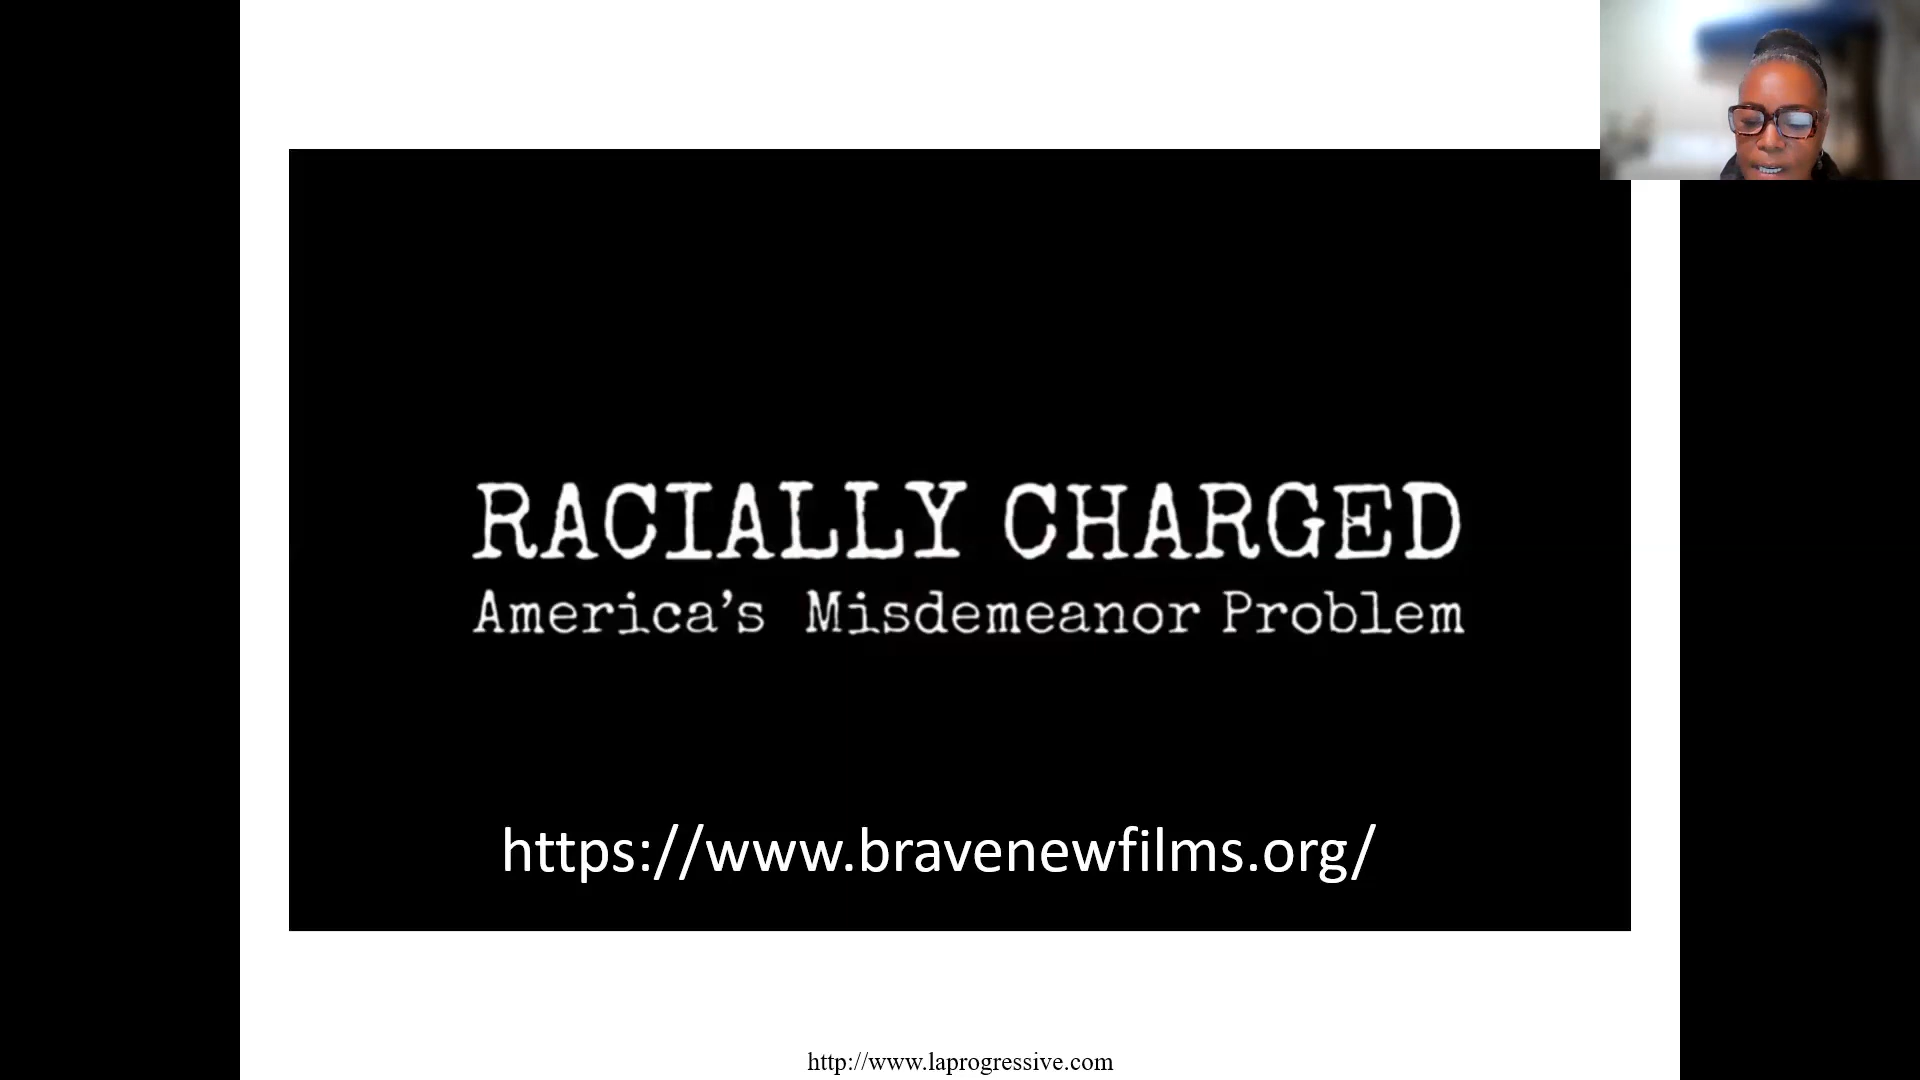 RACIALLY CHARGED
America's Misdemeanor Problem
https://www.bravenewfilms.org/
http://www.laprogressive.com